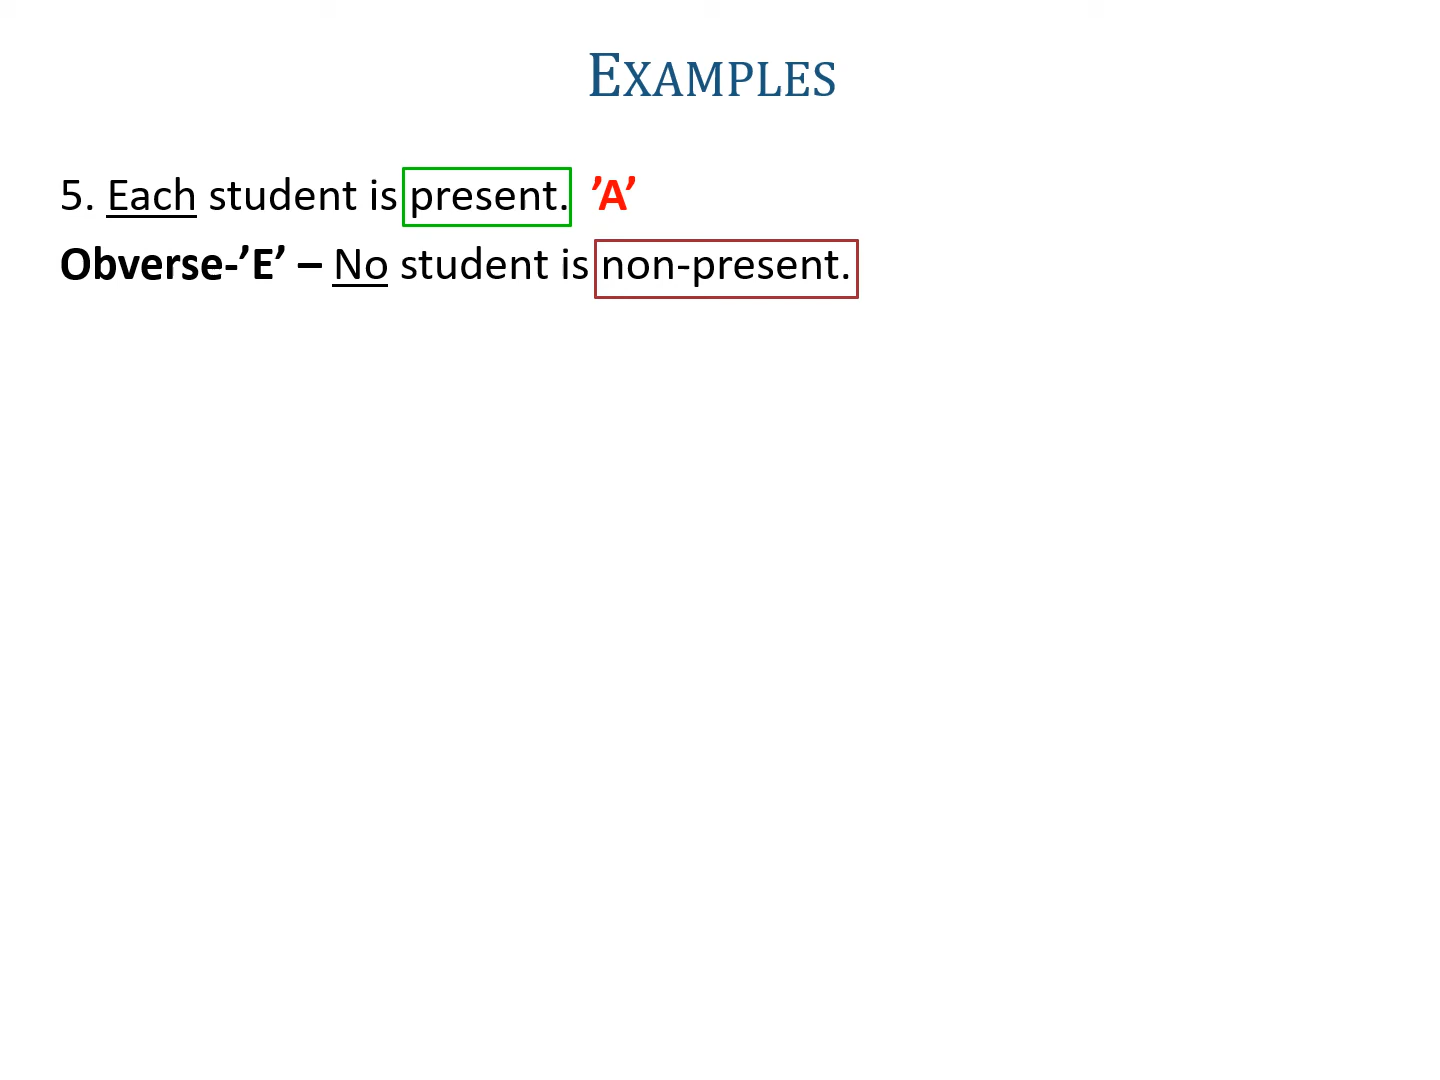 EXAMPLES
5. Each student is present. ’A’
Obverse-’E’ – No student is non-present.